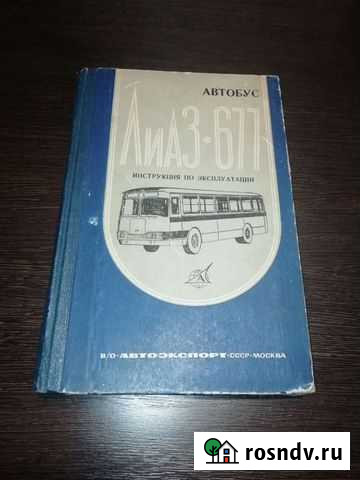 АВТОБУС
ЛиАЗ-677
ИНСТРУКЦИЯ ПО ЭКСПЛУАТАЦИИ
В/О-АВТОЭКСПОРТ-СССР-МОСКВА
rosndv.ru